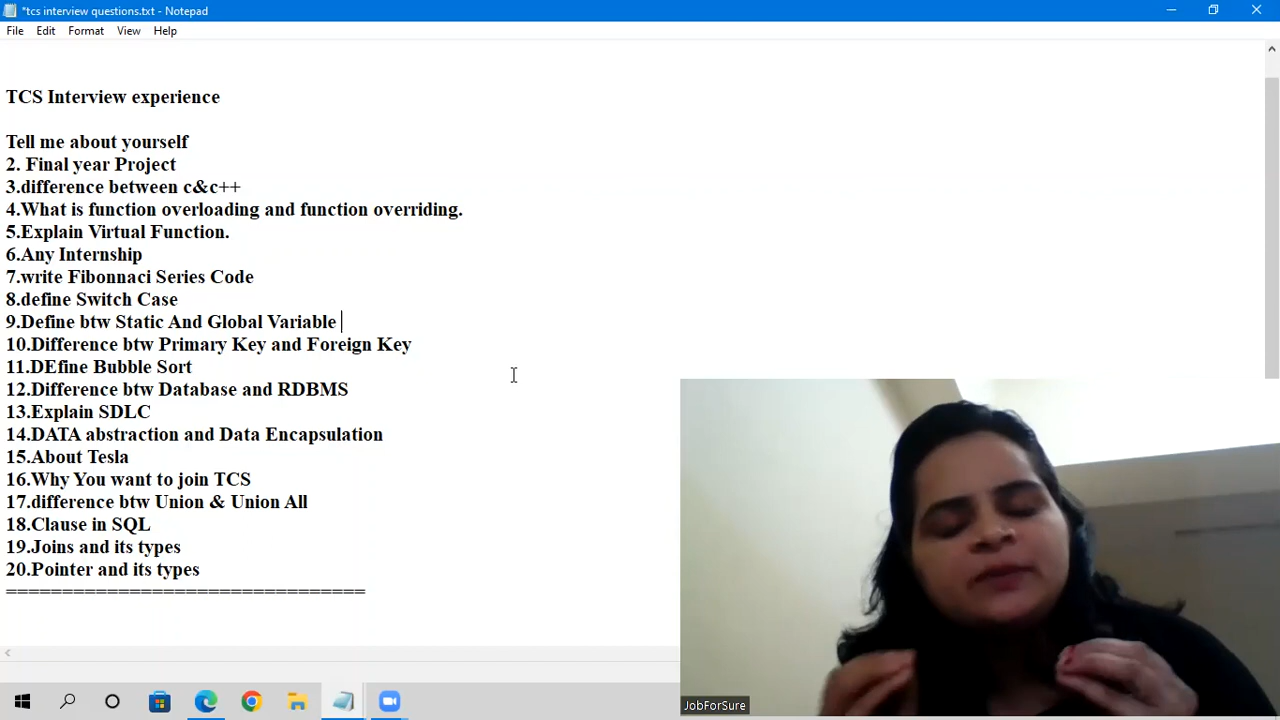 *tcs interview questions.txt - Notepad
File Edit Format View Help
TCS Interview experience
Tell me about yourself
2. Final year Project
3.difference between c&c++
4.What is function overloading and function overriding.
5.Explain Virtual Function.
6.Any Internship
7.write Fibonnaci Series Code
8.define Switch Case
9.Define btw Static And Global Variable
10.Difference btw Primary Key and Foreign Key
11.DEfine Bubble Sort
12.Difference btw Database and RDBMS
13.Explain SDLC
14.DATA abstraction and Data Encapsulation
15.About Tesla
16.Why You want to join TCS
17.difference btw Union & Union All
18.Clause in SQL
19.Joins and its types
20.Pointer and its types
================================
JobForSure